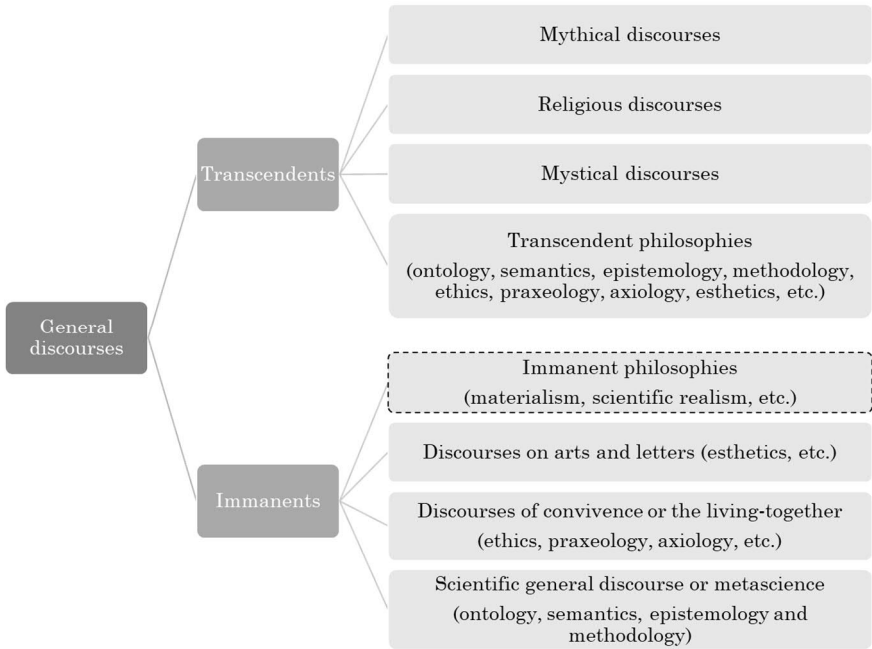 General
discourses
Transcendents
Mythical discourses
Religious discourses
Mystical discourses
Transcendent philosophies
(ontology, semantics, epistemology, methodology,
ethics, praxeology, axiology, esthetics, etc.)
Immanents
Immanent philosophies
(materialism, scientific realism, etc.)
Discourses on arts and letters (esthetics, etc.)
Discourses of convivence or the living-together
(ethics, praxeology, axiology, etc.)
Scientific general discourse or metascience
(ontology, semantics, epistemology and
methodology)